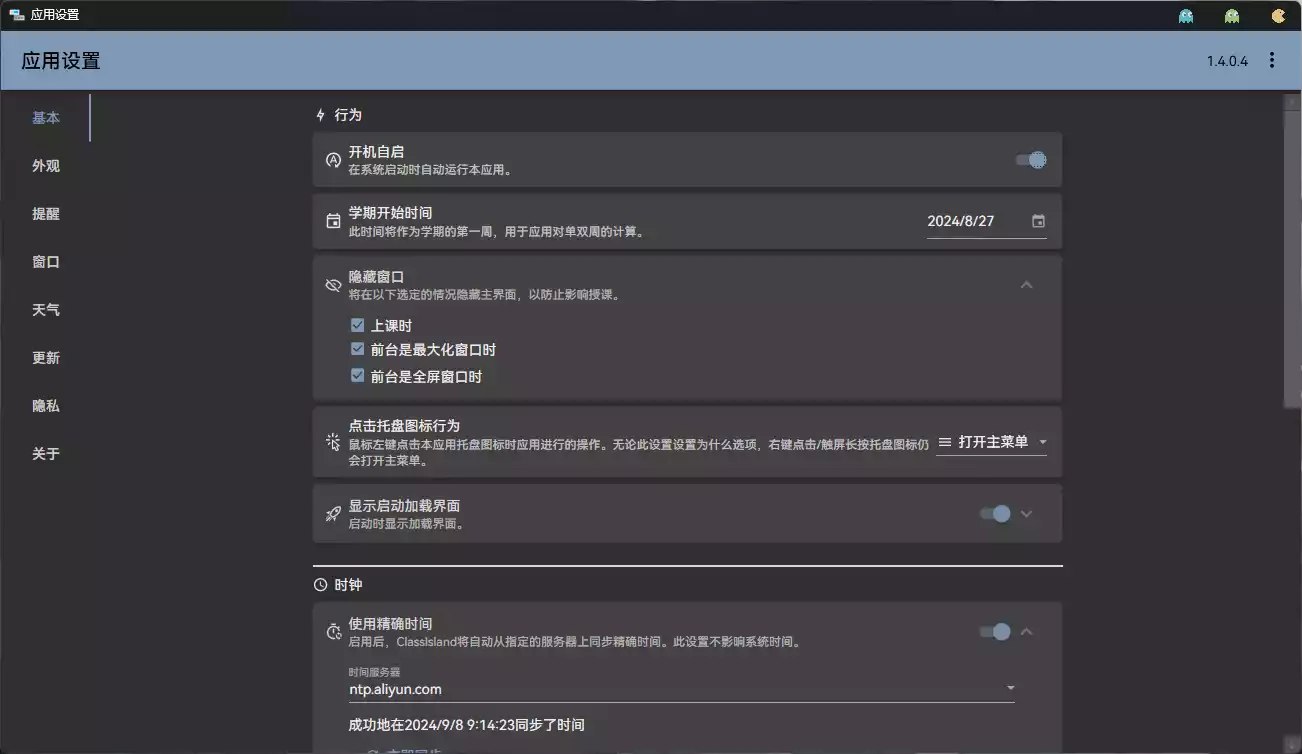 应用设置
应用设置
1.4.0.4
基本
外观
提醒
窗口
天气
更新
隐私
关于
行为
开机自启
在系统启动时自动运行本应用。
学期开始时间
此时间将作为学期的第一周，用于应用对单双周的计算。
2024/8/27
隐藏窗口
将在以下选定的情况隐藏主界面，以防止影响授课。
上课时
前台是最大化窗口时
前台是全屏窗口时
点击托盘图标行为
鼠标左键点击本应用托盘图标时应用进行的操作。无论此设置设置为什么选项，右键点击/触屏长按托盘图标仍
会打开主菜单。
打开主菜单
显示启动加载界面
启动时显示加载界面。
时钟
使用精确时间
启用后，ClassIsland将自动从指定的服务器上同步精确时间。此设置不影响系统时间。
时间服务器
ntp.aliyun.com
成功地在2024/9/8 9:14:23同步了时间